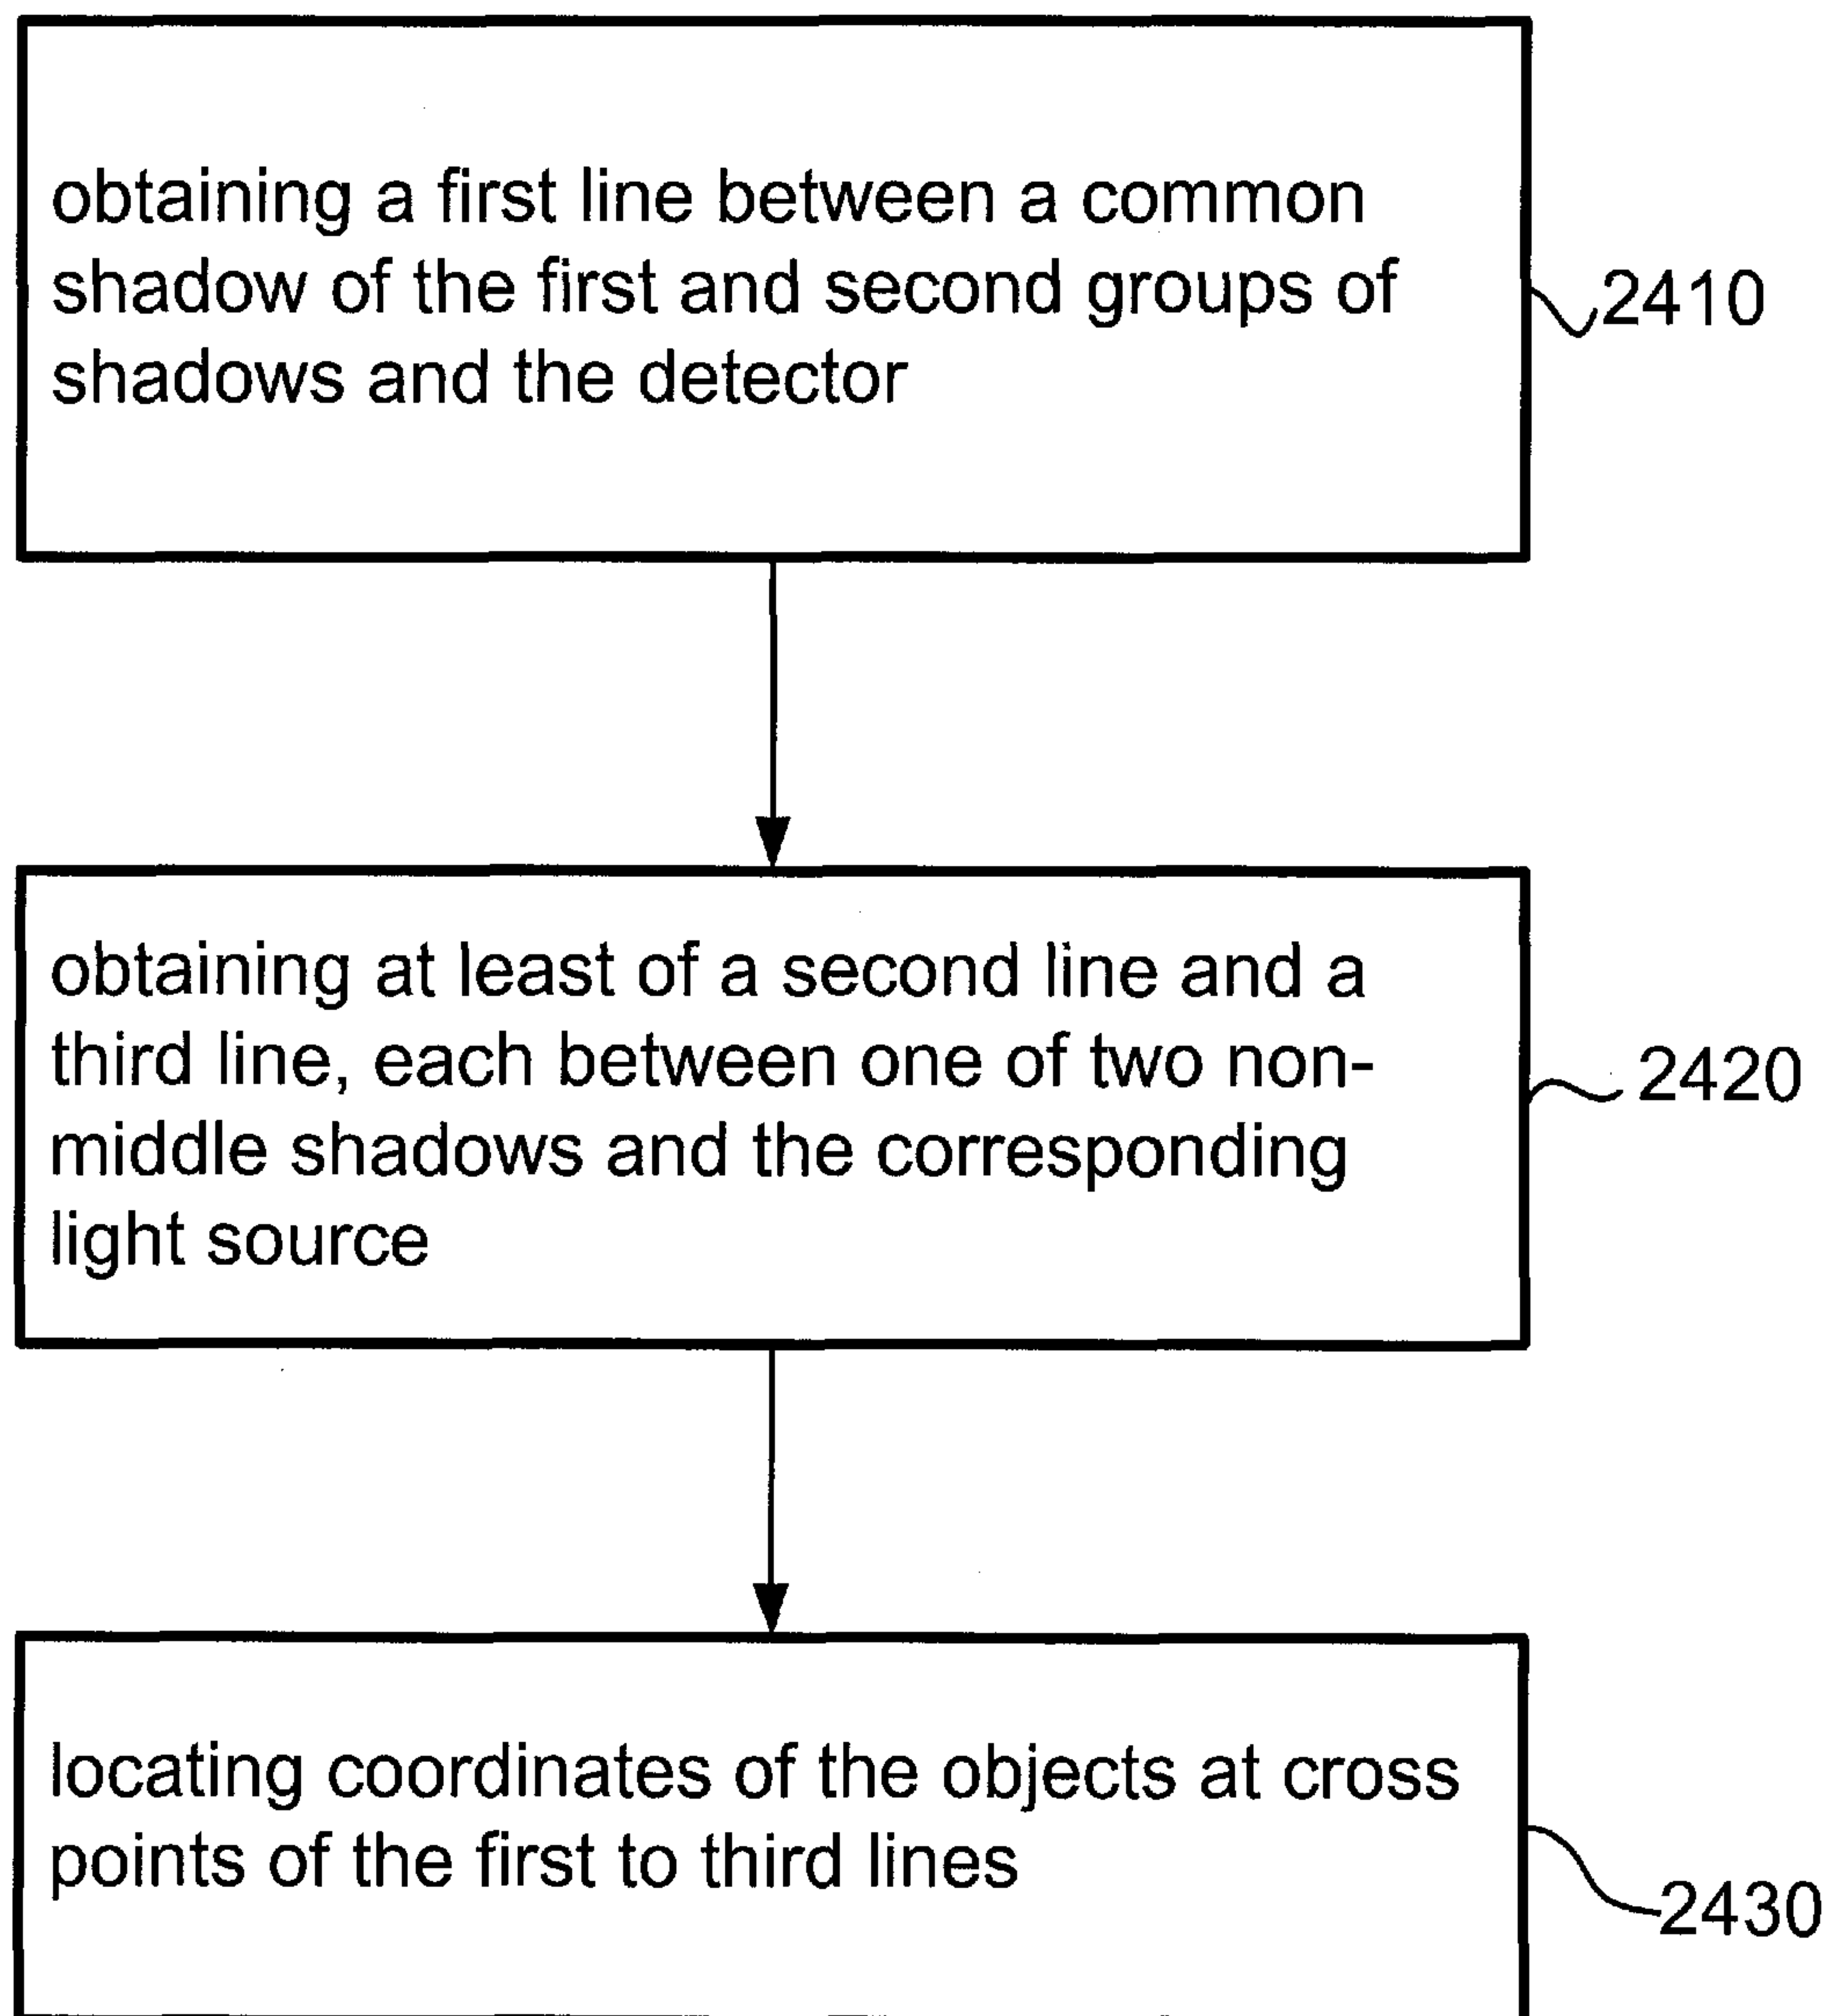 obtaining a first line between a common
shadow of the first and second groups of
shadows and the detector
2410
obtaining at least of a second line and a
third line, each between one of two non-
middle shadows and the corresponding
light source
2420
locating coordinates of the objects at cross
points of the first to third lines
2430